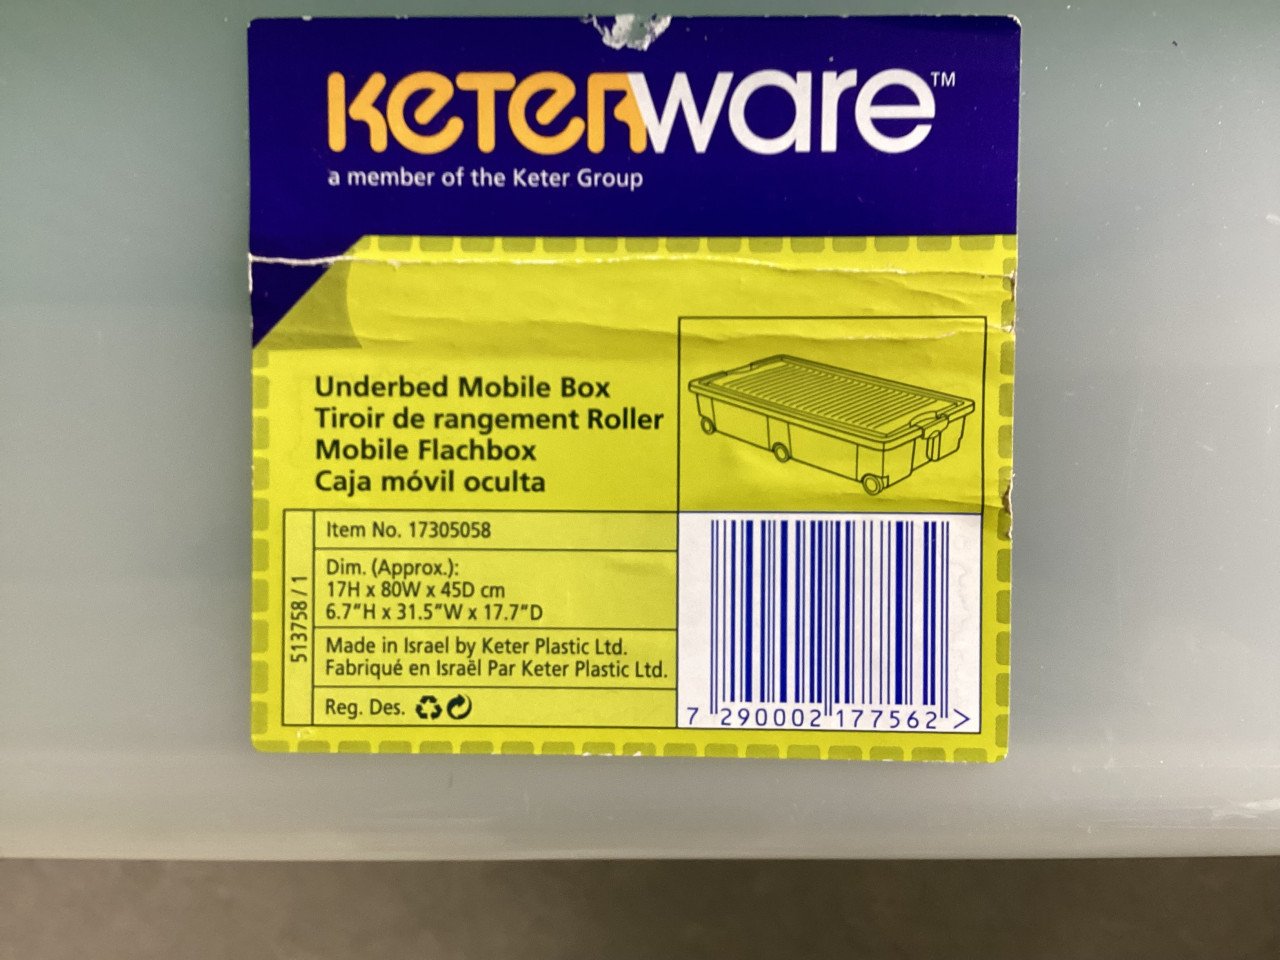 KETERware™
a member of the Keter Group
Underbed Mobile Box
Tiroir de rangement Roller
Mobile Flachbox
Caja móvil oculta
513758 / 1
Item No. 17305058
Dim. (Approx.):
17H x 80W x 45D cm
6.7"H x 31.5"W x 17.7"D
Made in Israel by Keter Plastic Ltd.
Fabriqué en Israël Par Keter Plastic Ltd.
Reg. Des.
7 290002 177562 >